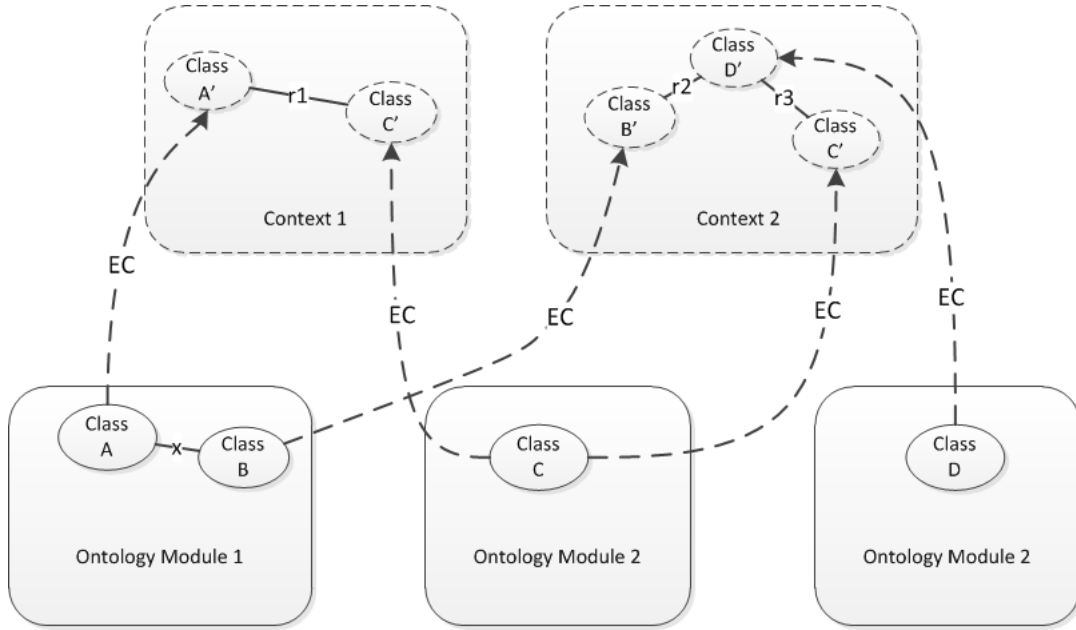 Class
A’
r1
Class
C’
Context 1
Class
D’
r2
Class
B’
r3
Class
C’
Context 2
EC
EC
EC
EC
EC
Class
A
x
Class
B
Ontology Module 1
Class
C
Ontology Module 2
Class
D
Ontology Module 2